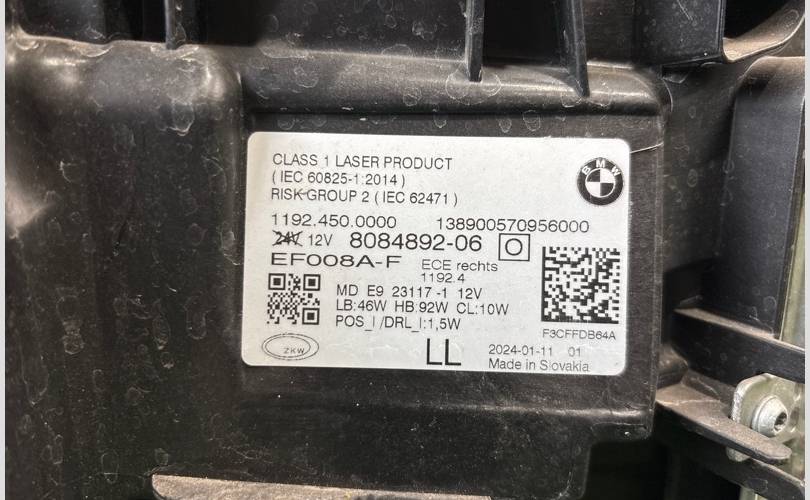 CLASS 1 LASER PRODUCT
BMW
(IEC 60825-1:2014)
RISK GROUP 2 (IEC 62471)
1192.450.0000 138900570956000
24V 12V 8084892-06 O
EF008A-F ECE rechts
1192.4
MD E9 23117 -1 12V
LB:46W HB:92W CL:10W
POS_I /DRL_I:1,5W
F3CFFDB64A
ZKW LL 2024-01-11 01
Made in Slovakia